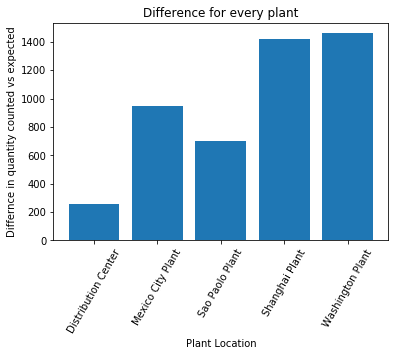 Difference for every plant
Differnce in quantity counted vs expected
1400
1200
1000
800
600
400
200
0
Distribution Center
Mexico City Plant
Sao Paolo Plant
Shanghai Plant
Washington Plant
Plant Location